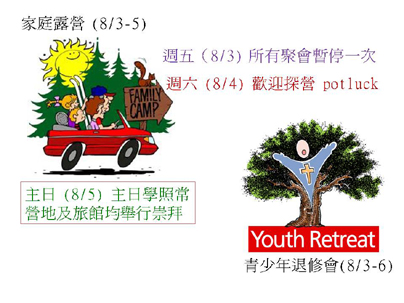 家庭露營 (8/3-5)
週五 (8/3) 所有聚會暫停一次
週六 (8/4) 歡迎探營 potluck
FAMILY
CAMP
主日 (8/5) 主日學照常
營地及旅館均舉行崇拜
Youth Retreat
青少年退修會(8/3-6)